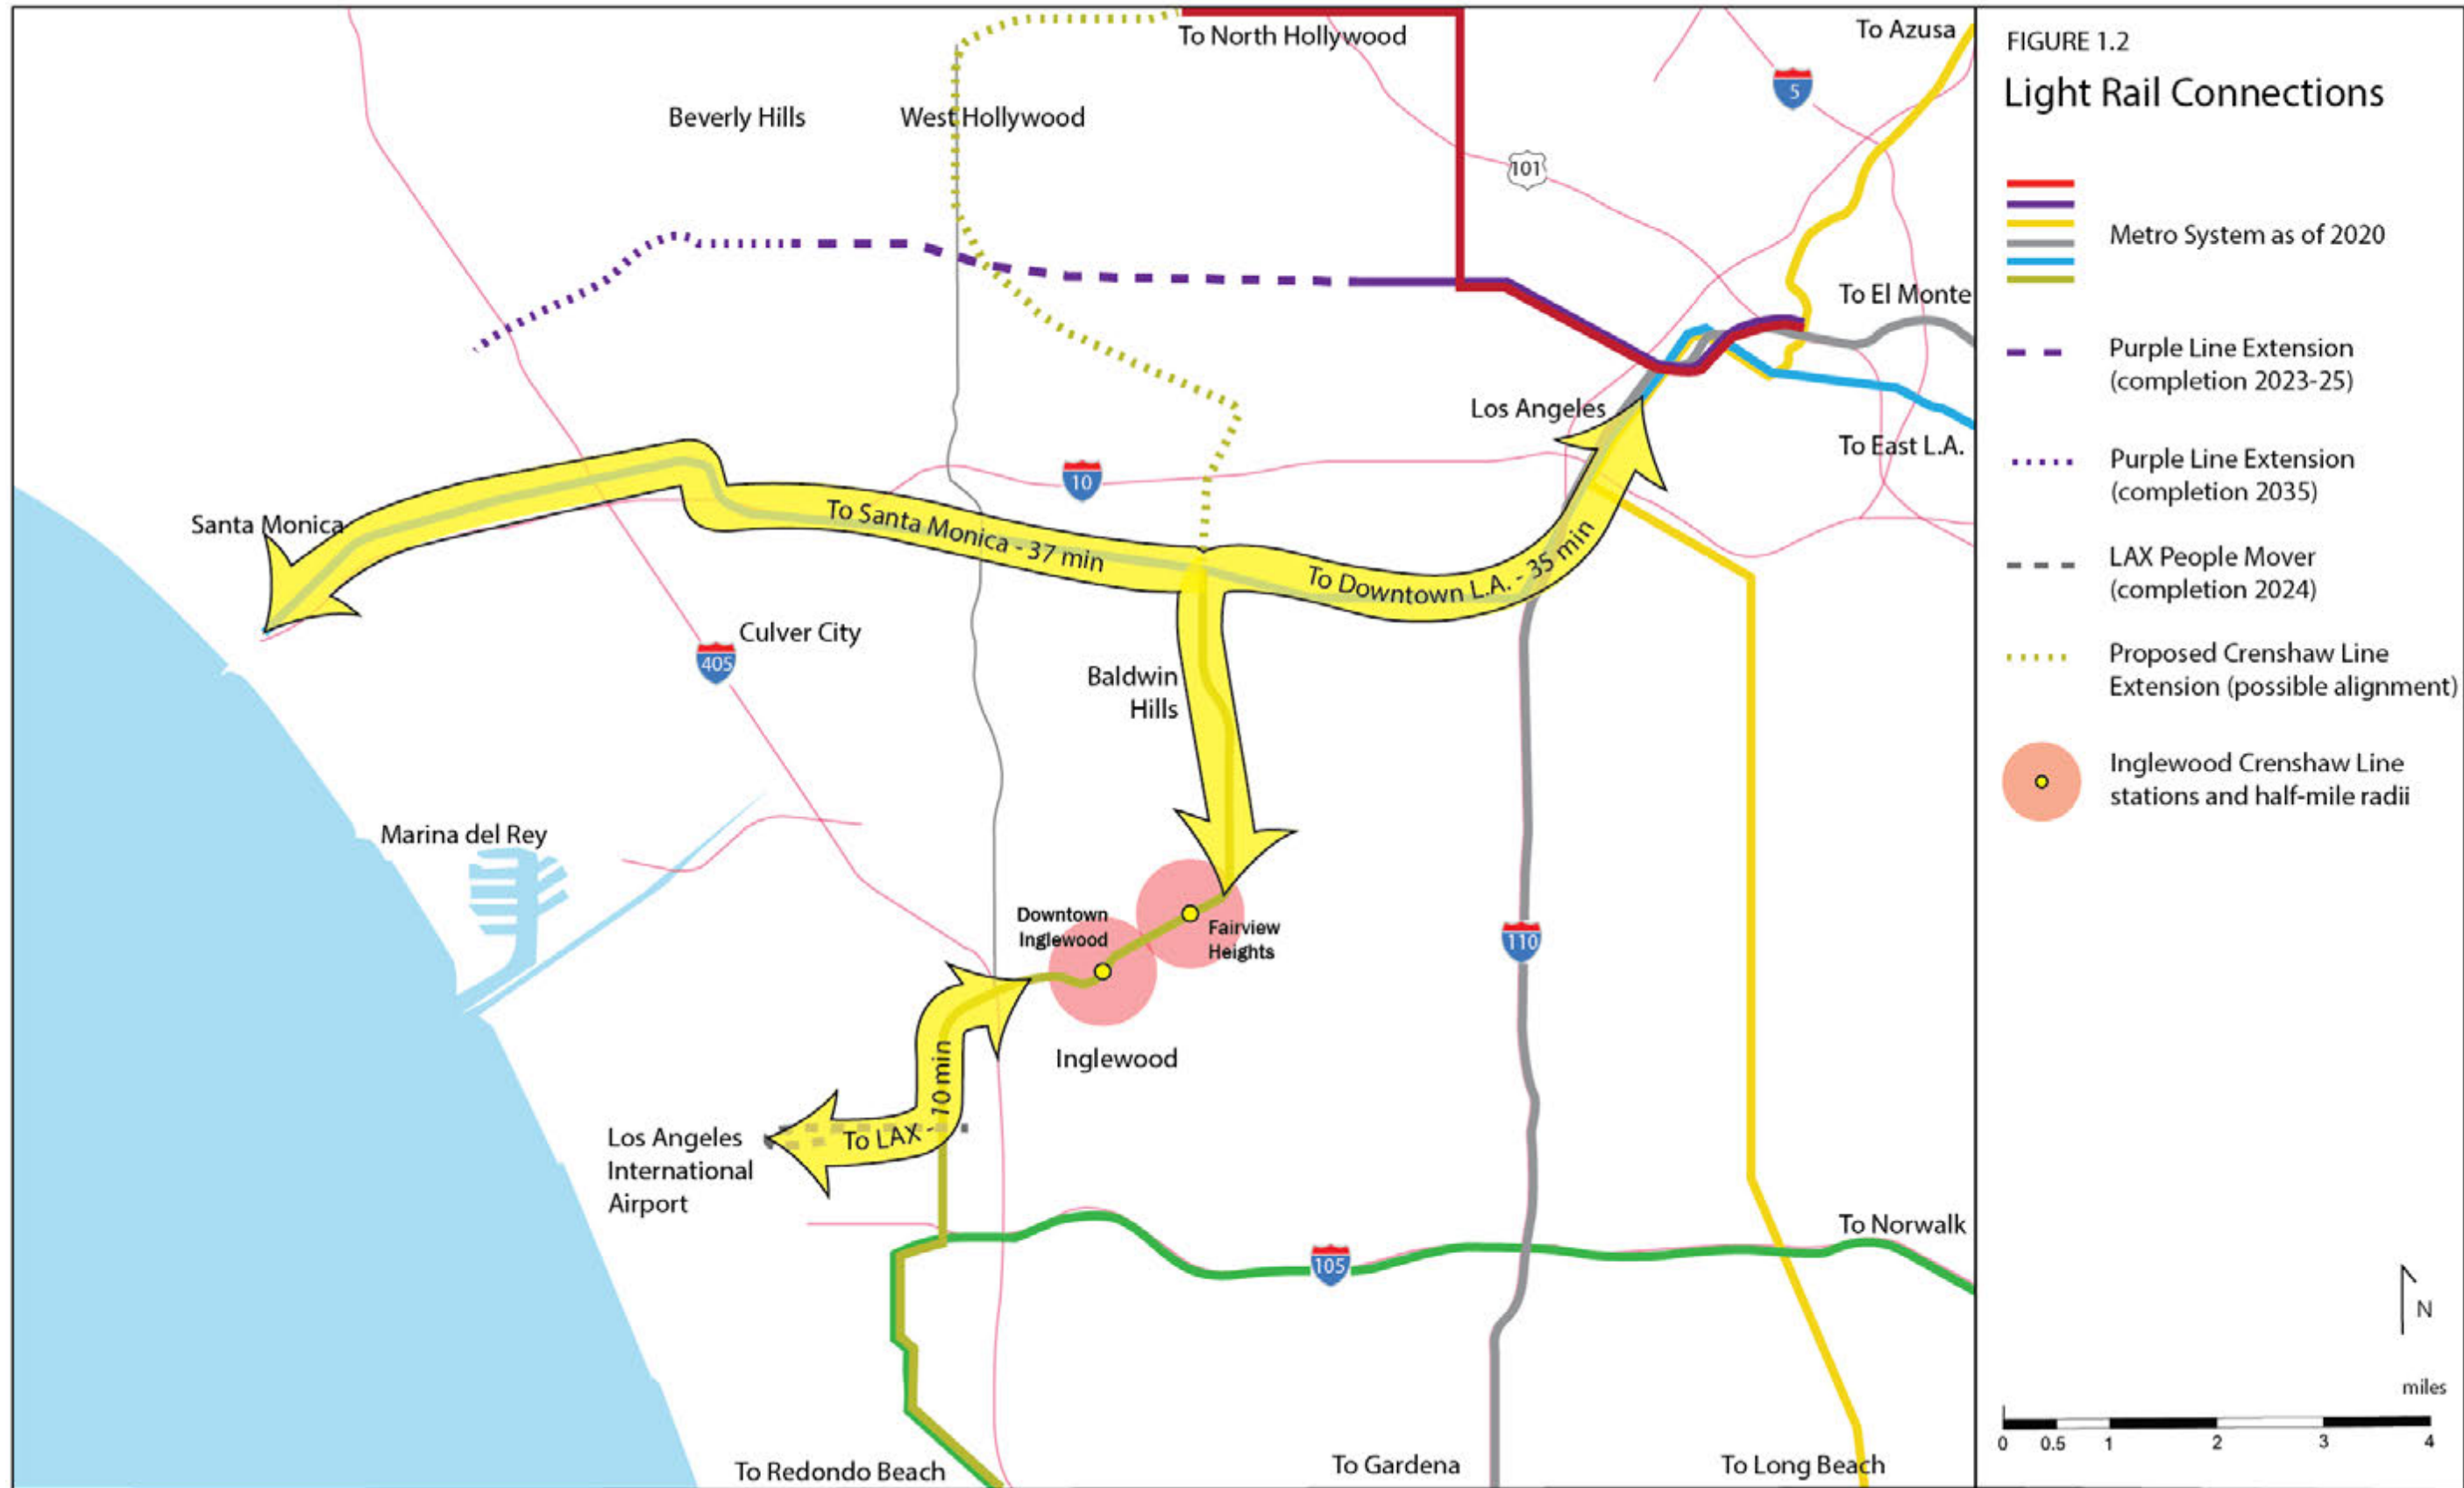 To North Hollywood
To Azusa
5
Beverly Hills
West Hollywood
101
To El Monte
Los Angeles
To East L.A.
10
Santa Monica
To Santa Monica - 37 min
To Downtown L.A. - 35 min
Culver City
405
Baldwin
Hills
Marina del Rey
Downtown
Inglewood
Fairview
Heights
110
Inglewood
To LAX - 10 min
Los Angeles
International
Airport
To Norwalk
105
To Redondo Beach
To Gardena
To Long Beach
FIGURE 1.2
Light Rail Connections
Metro System as of 2020
Purple Line Extension
(completion 2023-25)
Purple Line Extension
(completion 2035)
LAX People Mover
(completion 2024)
Proposed Crenshaw Line
Extension (possible alignment)
Inglewood Crenshaw Line
stations and half-mile radii
N
miles
0 0.5 1 2 3 4